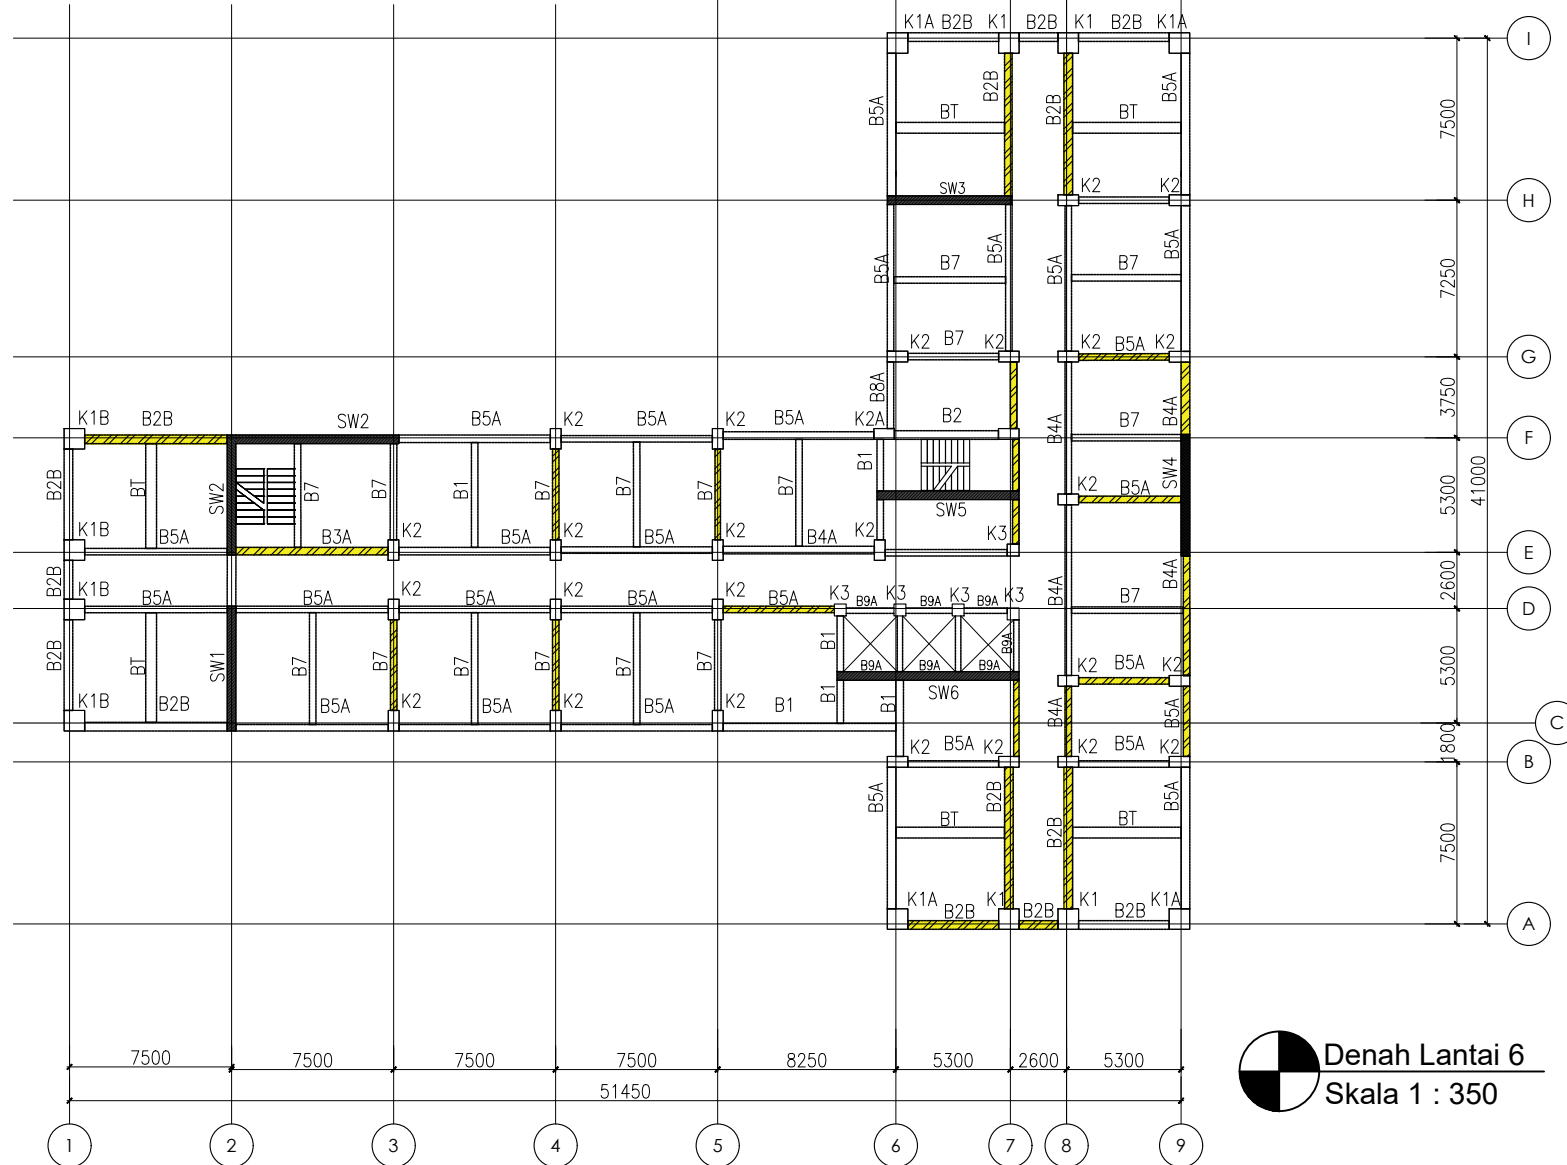 K1A B2B K1 B2B K1 B2B K1A
I
B5A B2B B2B B5A
BT BT
7500
SW3 K2 K2
H
B5A B5A B5A B5A
B7 B7
7250
K2 B7 K2 K2 B5A K2
G
B8A B4A B4A
3750
K1B B2B SW2 B5A K2 B5A K2 B5A K2A B2 B7
F
B2B BT SW2 B7 B7 B1 B7 B7 B7 B7 B1 SW4
K2 B5A
SW5
5300
41000
K1B B5A B3A K2 B5A K2 B5A K2 B4A K2 K3
E
B2B B4A B4A
2600
K1B B5A B5A K2 B5A K2 B5A K2 B5A K3 B9A K3 B9A K3 B9A K3 B7
D
B2B BT SW1 B7 B7 B7 B7 B7 B7 B1 B9A
B9A B9A B9A
K2 B5A K2
5300
SW6
K1B B2B B5A K2 B5A K2 B5A K2 B1 B1 B1 B4A B5A
C
1800
K2 B5A K2 K2 B5A K2
B
B5A B2B B2B B5A
BT BT
7500
K1A B2B K1 B2B K1 B2B K1A
A
7500 7500 7500 7500 8250 5300 2600 5300
51450
1 2 3 4 5 6 7 8 9
Denah Lantai 6
Skala 1 : 350